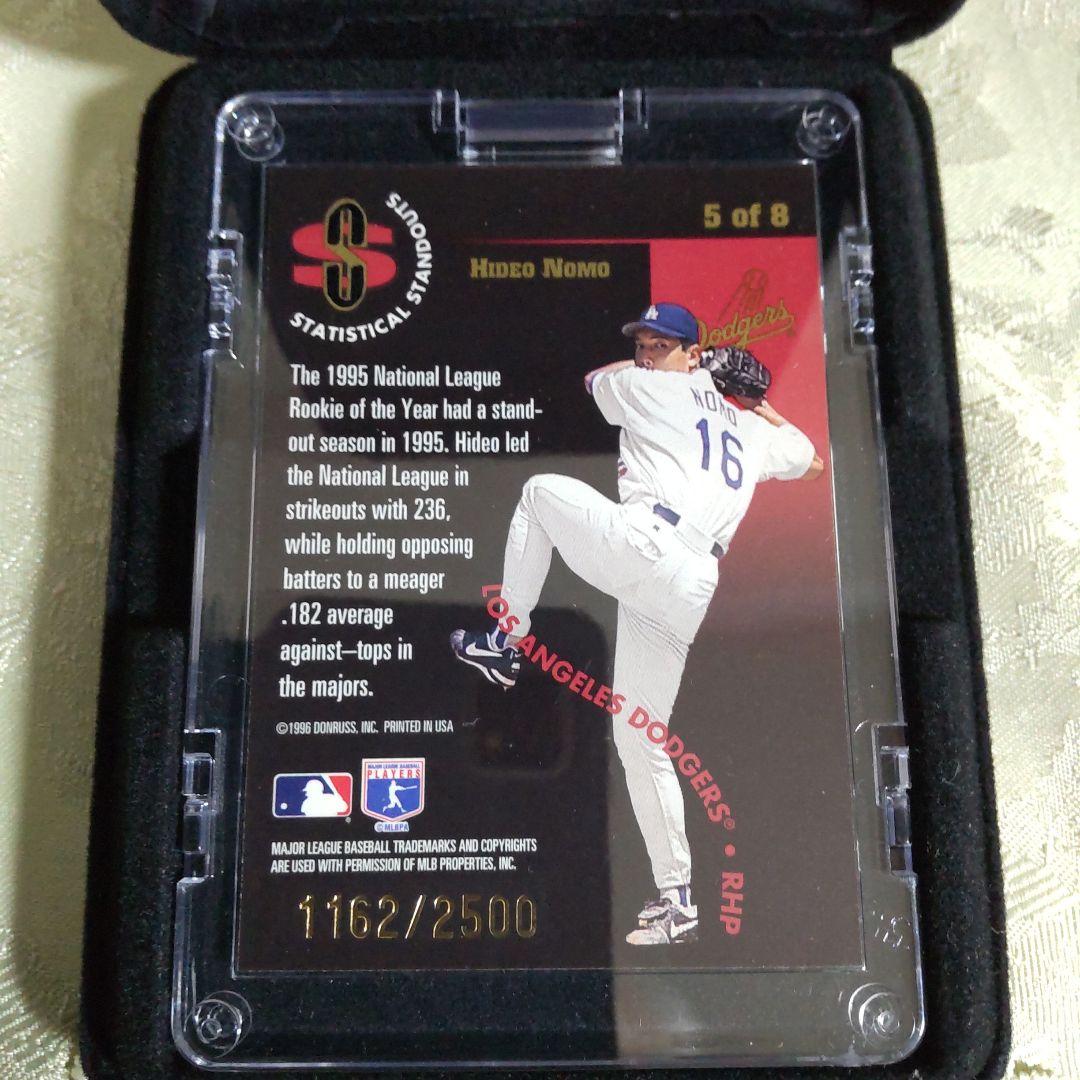 STATISTICAL STANDOUTS
5 of 8
HIDEO NOMO
Dodgers
LA
NOMO
16
The 1995 National League
Rookie of the Year had a stand-
out season in 1995. Hideo led
the National League in
strikeouts with 236,
while holding opposing
batters to a meager
.182 average
against—tops in
the majors.
LOS ANGELES DODGERS® • RHP
©1996 DONRUSS, INC. PRINTED IN USA
MAJOR LEAGUE BASEBALL
PLAYERS
©MLBPA
MAJOR LEAGUE BASEBALL TRADEMARKS AND COPYRIGHTS
ARE USED WITH PERMISSION OF MLB PROPERTIES, INC.
1162/2500